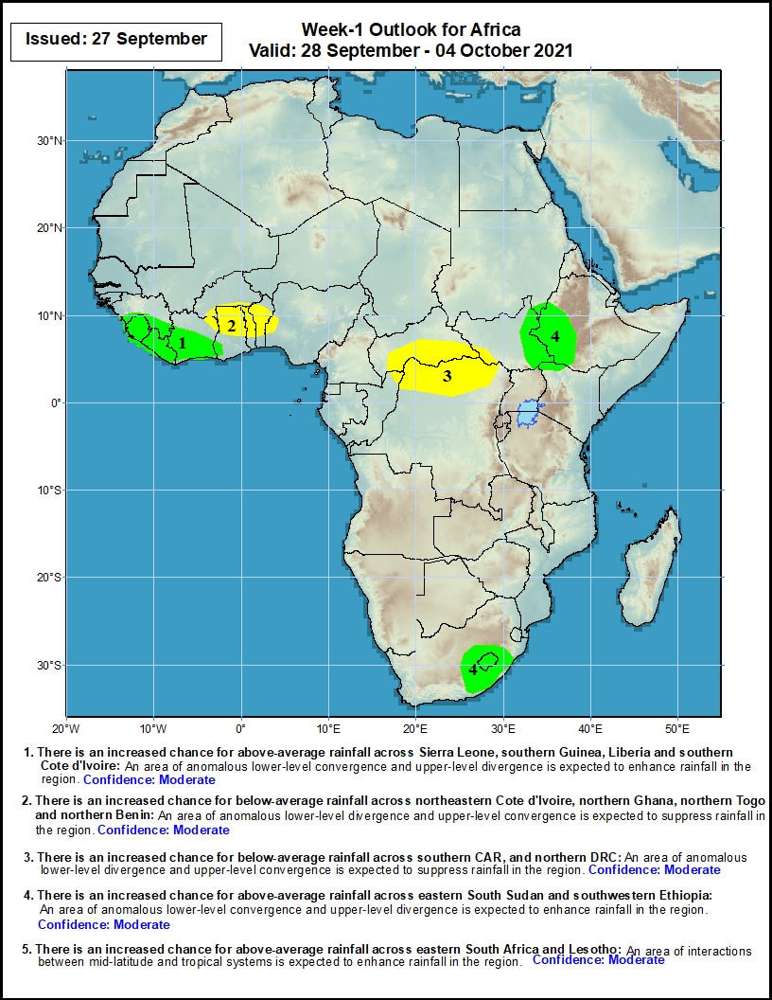 Issued: 27 September
Week-1 Outlook for Africa
Valid: 28 September - 04 October 2021
30°N
20°N
10°N
0°
10°S
20°S
30°S
1
2
3
4
4
20°W
10°W
0°
10°E
20°E
30°E
40°E
50°E
1. There is an increased chance for above-average rainfall across Sierra Leone, southern Guinea, Liberia and southern
Cote d'Ivoire: An area of anomalous lower-level convergence and upper-level divergence is expected to enhance rainfall in the
region. Confidence: Moderate
2. There is an increased chance for below-average rainfall across northeastern Cote d'Ivoire, northern Ghana, northern Togo
and northern Benin: An area of anomalous lower-level divergence and upper-level convergence is expected to suppress rainfall in
the region. Confidence: Moderate
3. There is an increased chance for below-average rainfall across southern CAR, and northern DRC: An area of anomalous
lower-level divergence and upper-level convergence is expected to suppress rainfall in the region. Confidence: Moderate
4. There is an increased chance for above-average rainfall across eastern South Sudan and southwestern Ethiopia:
An area of anomalous lower-level convergence and upper-level divergence is expected to enhance rainfall in the region.
Confidence: Moderate
5. There is an increased chance for above-average rainfall across eastern South Africa and Lesotho: An area of interactions
between mid-latitude and tropical systems is expected to enhance rainfall in the region. Confidence: Moderate